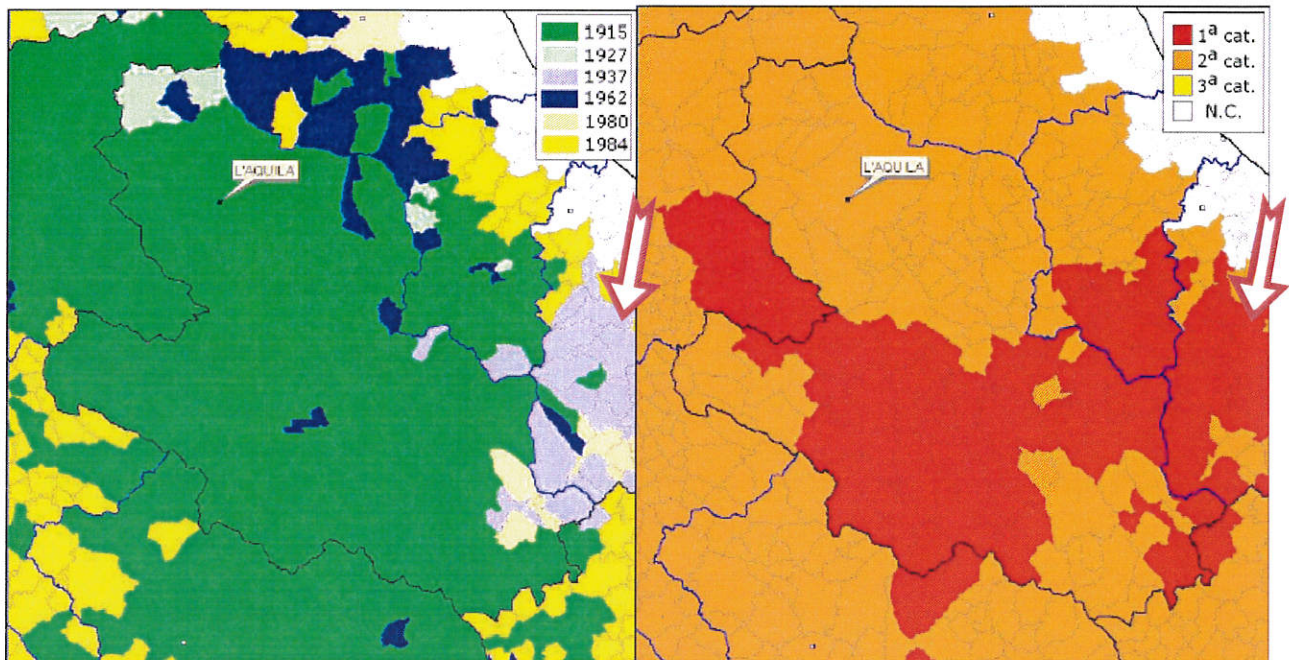 1915
1927
1937
1962
1980
1984
L'AQUILA
1ª cat.
2ª cat.
3ª cat.
N.C.
L'AQUILA